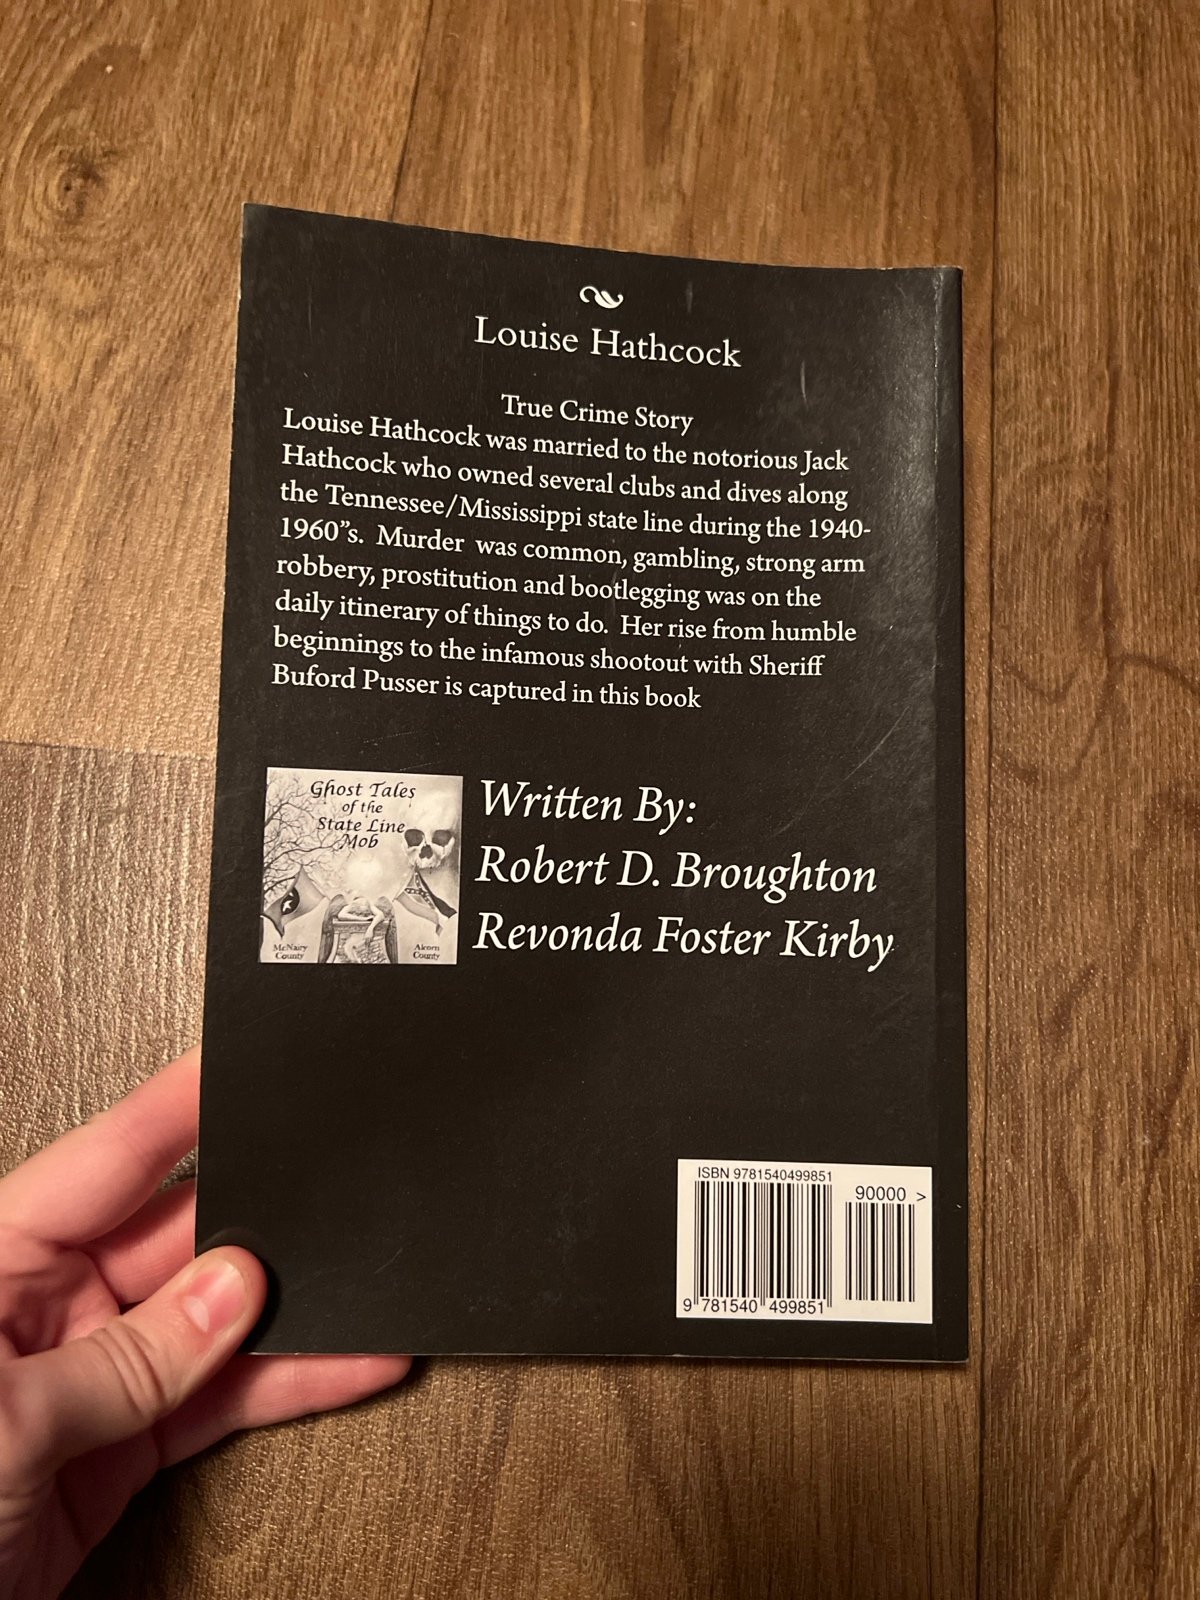 Louise Hathcock
True Crime Story
Louise Hathcock was married to the notorious Jack
Hathcock who owned several clubs and dives along
the Tennessee/Mississippi state line during the 1940-
1960”s. Murder was common, gambling, strong arm
robbery, prostitution and bootlegging was on the
daily itinerary of things to do. Her rise from humble
beginnings to the infamous shootout with Sheriff
Buford Pusser is captured in this book
Ghost Tales
of the
State Line
Mob
McNairy
County
Alcorn
County
Written By:
Robert D. Broughton
Revonda Foster Kirby
ISBN 9781540499851
90000 >
9 781540 499851